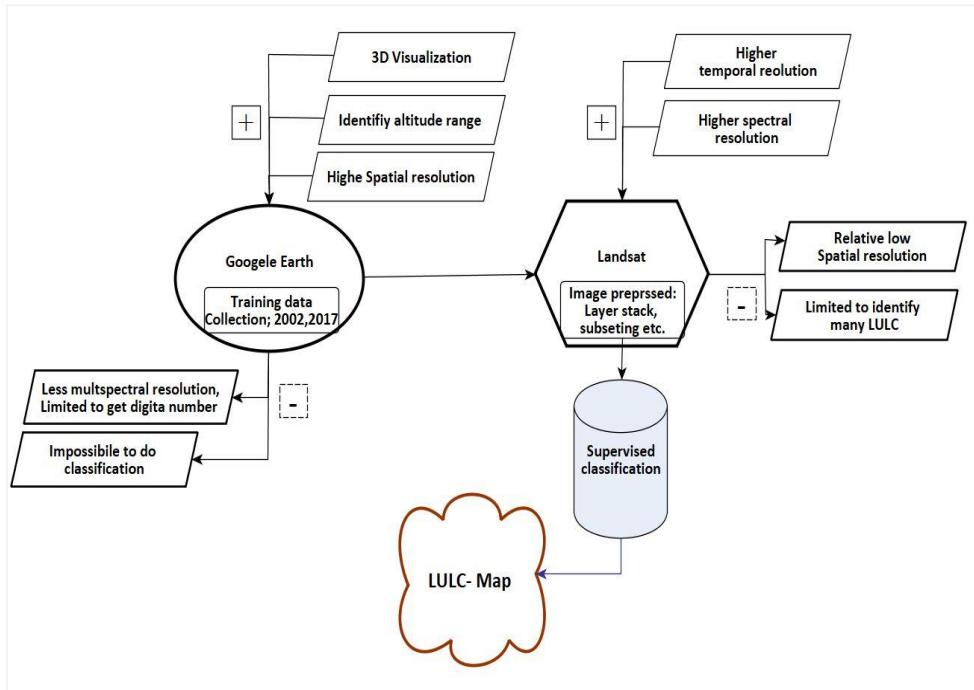 3D Visualization
Identifiy altitude range
Highe Spatial resolution
+
Higher
temporal reolution
Higher spectral
resolution
+
Googele Earth
Training data
Collection; 2002,2017
Landsat
Image preprssed:
Layer stack,
subseting etc.
Relative low
Spatial resolution
Limited to identify
many LULC
-
Less multspectral resolution,
Limited to get digita number
Impossibile to do
classification
-
Supervised
classification
LULC- Map